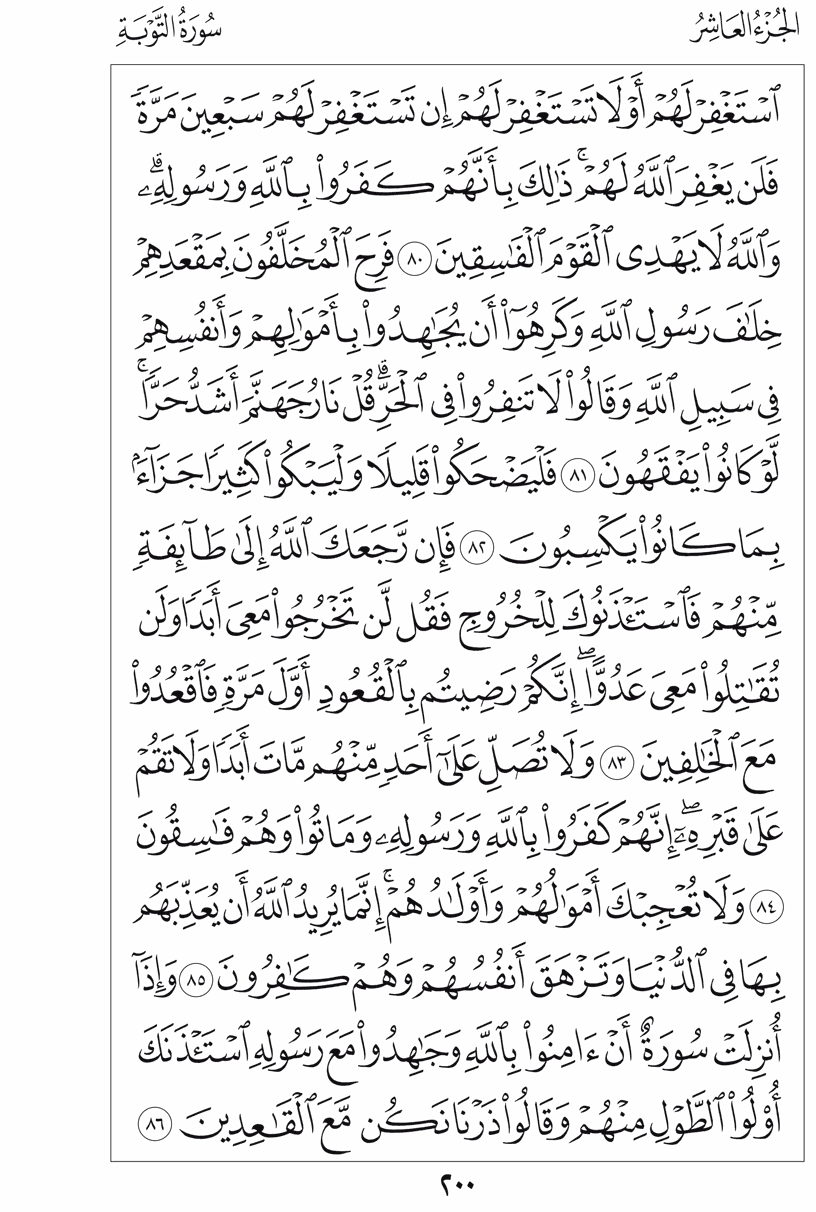 الجُزْءُ العَاشِرُ
سُورَةُ التَّوْبَةِ
ٱسْتَغْفِرْ لَهُمْ أَوْ لَا تَسْتَغْفِرْ لَهُمْ إِن تَسْتَغْفِرْ لَهُمْ سَبْعِينَ مَرَّةً
فَلَن يَغْفِرَ ٱللَّهُ لَهُمْ ۚ ذَٰلِكَ بِأَنَّهُمْ كَفَرُوا۟ بِٱللَّهِ وَرَسُولِهِۦ ۗ
وَٱللَّهُ لَا يَهْدِى ٱلْقَوْمَ ٱلْفَٰسِقِينَ ٨٠ فَرِحَ ٱلْمُخَلَّفُونَ بِمَقْعَدِهِمْ
خِلَٰفَ رَسُولِ ٱللَّهِ وَكَرِهُوٓا۟ أَن يُجَٰهِدُوا۟ بِأَمْوَٰلِهِمْ وَأَنفُسِهِمْ
فِى سَبِيلِ ٱللَّهِ وَقَالُوا۟ لَا تَنفِرُوا۟ فِى ٱلْحَرِّ ۗ قُلْ نَارُ جَهَنَّمَ أَشَدُّ حَرًّا ۚ
لَّوْ كَانُوا۟ يَفْقَهُونَ ٨١ فَلْيَضْحَكُوا۟ قَلِيلًا وَلْيَبْكُوا۟ كَثِيرًا جَزَآءًۢ
بِمَا كَانُوا۟ يَكْسِبُونَ ٨٢ فَإِن رَّجَعَكَ ٱللَّهُ إِلَىٰ طَآئِفَةٍ
مِّنْهُمْ فَٱسْتَـْٔذَنُوكَ لِلْخُرُوجِ فَقُل لَّن تَخْرُجُوا۟ مَعِىَ أَبَدًا وَلَن
تُقَٰتِلُوا۟ مَعِىَ عَدُوًّا ۖ إِنَّكُمْ رَضِيتُم بِٱلْقُعُودِ أَوَّلَ مَرَّةٍ فَٱقْعُدُوا۟
مَعَ ٱلْخَٰلِفِينَ ٨٣ وَلَا تُصَلِّ عَلَىٰٓ أَحَدٍ مِّنْهُم مَّاتَ أَبَدًا وَلَا تَقُمْ
عَلَىٰ قَبْرِهِۦٓ ۖ إِنَّهُمْ كَفَرُوا۟ بِٱللَّهِ وَرَسُولِهِۦ وَمَاتُوا۟ وَهُمْ فَٰسِقُونَ
٨٤ وَلَا تُعْجِبْكَ أَمْوَٰلُهُمْ وَأَوْلَٰدُهُمْ ۚ إِنَّمَا يُرِيدُ ٱللَّهُ أَن يُعَذِّبَهُم
بِهَا فِى ٱلدُّنْيَا وَتَزْهَقَ أَنفُسُهُمْ وَهُمْ كَٰفِرُونَ ٨٥ وَإِذَآ
أُنزِلَتْ سُورَةٌ أَنْ ءَامِنُوا۟ بِٱللَّهِ وَجَٰهِدُوا۟ مَعَ رَسُولِهِ ٱسْتَـْٔذَنَكَ
أُو۟لُوا۟ ٱلطَّوْلِ مِنْهُمْ وَقَالُوا۟ ذَرْنَا نَكُن مَّعَ ٱلْقَٰعِدِينَ ٨٦
٢٠٠